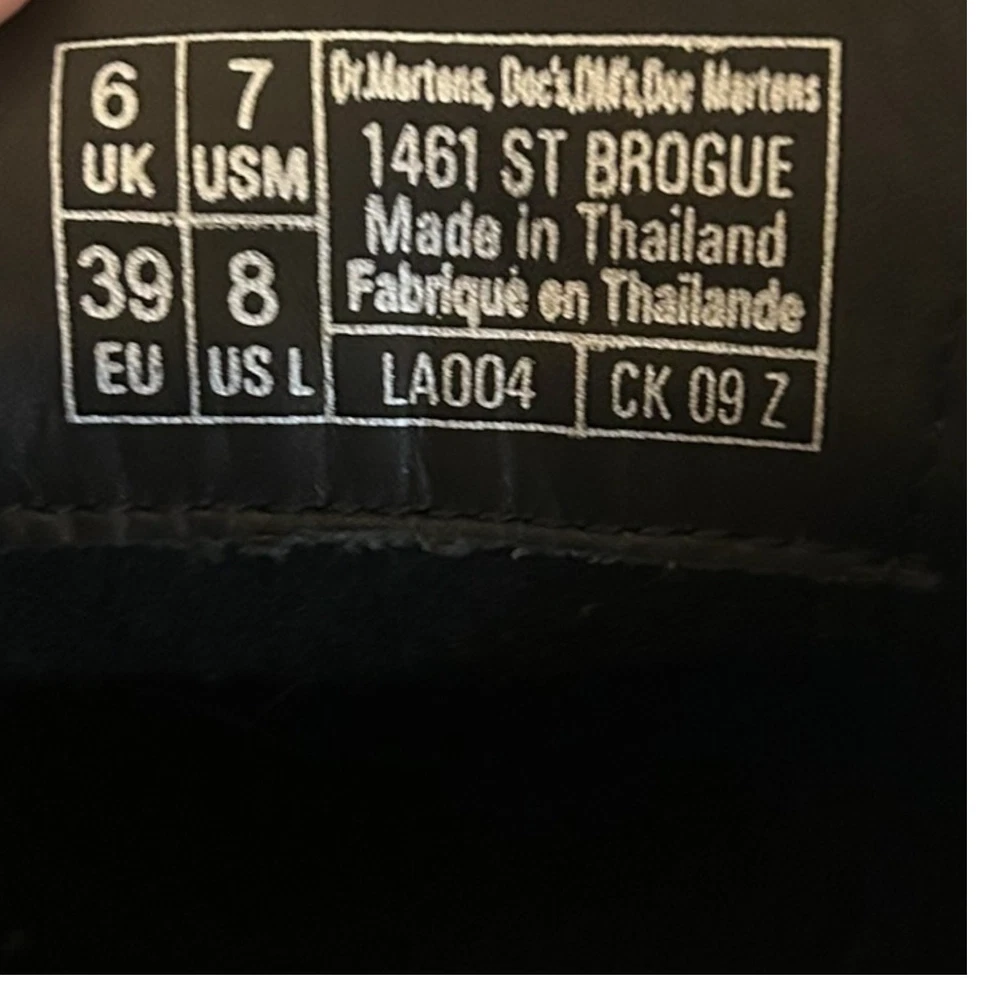 6 UK
7 USM
39 EU
8 US L
Dr.Martens, Doc's,DM's,Doc Martens
1461 ST BROGUE
Made in Thailand
Fabriqué en Thaïlande
LA004
CK 09 Z